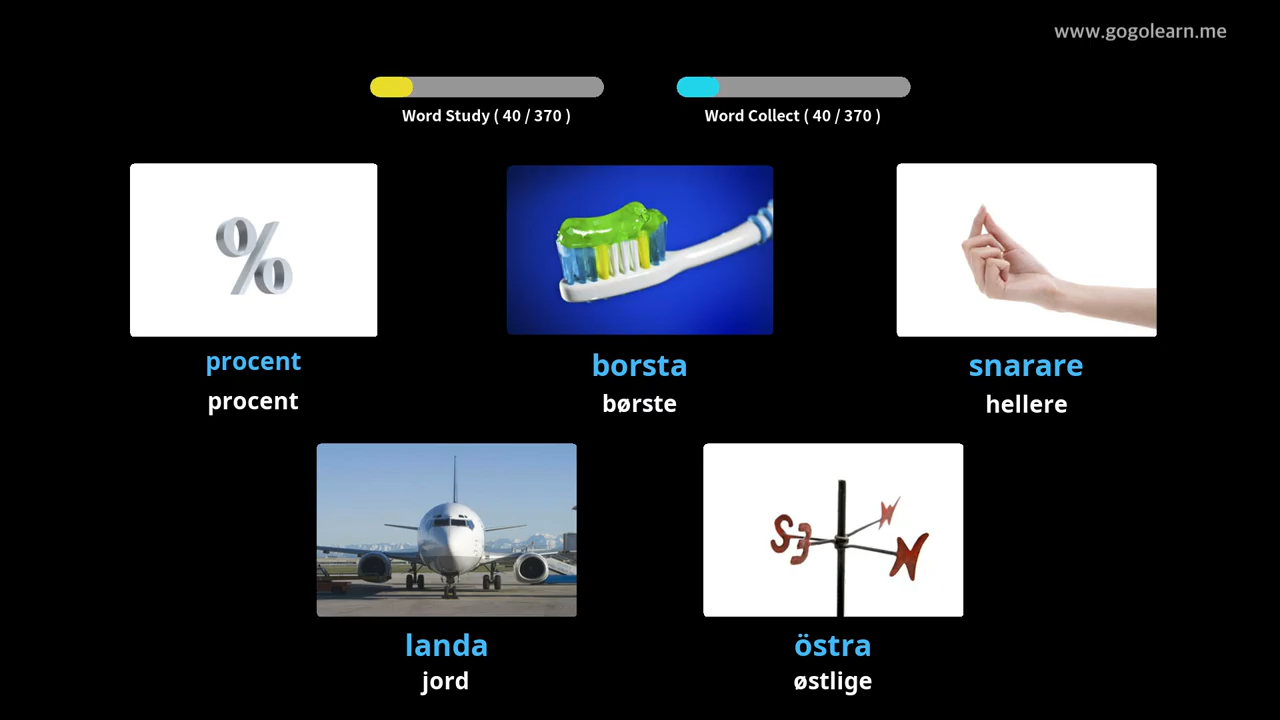 www.gogolearn.me
Word Study ( 40 / 370 )
Word Collect ( 40 / 370 )
%
procent
procent
borsta
børste
snarare
hellere
landa
jord
östra
østlige